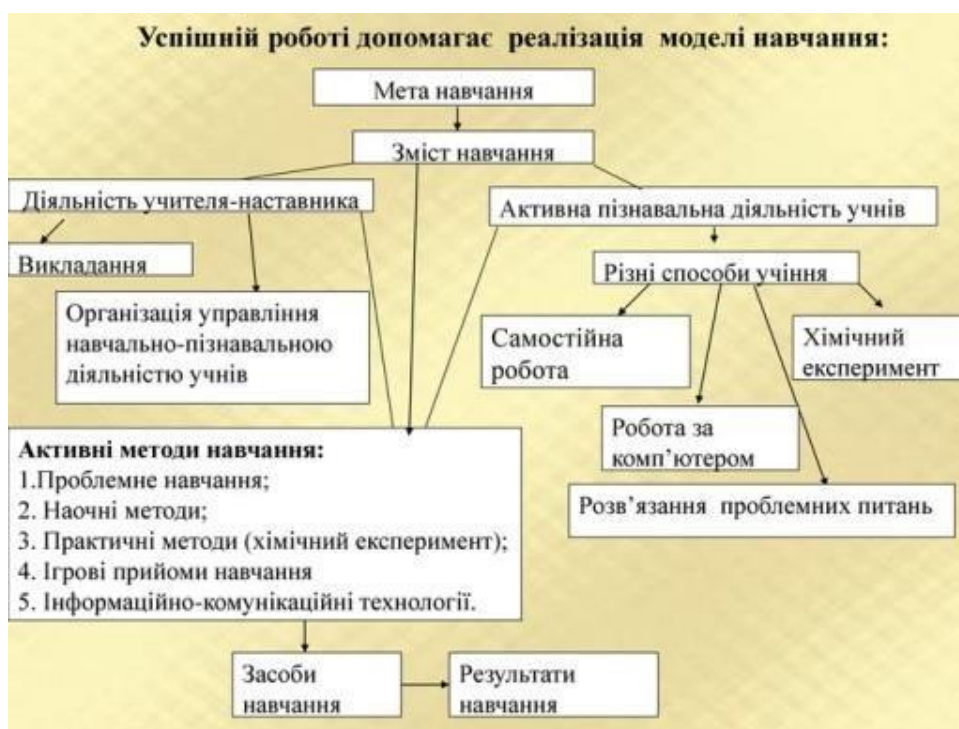 Успішній роботі допомагає реалізація моделі навчання:
Мета навчання
Зміст навчання
Діяльність учителя-наставника
Активна пізнавальна діяльність учнів
Викладання
Різні способи учіння
Організація управління
навчально-пізнавальною
діяльністю учнів
Самостійна
робота
Хімічний
експеримент
Робота за
комп’ютером
Розв’язання проблемних питань
Активні методи навчання:
1.Проблемне навчання;
2. Наочні методи;
3. Практичні методи (хімічний експеримент);
4. Ігрові прийоми навчання
5. Інформаційно-комунікаційні технології.
Засоби
навчання
Результати
навчання